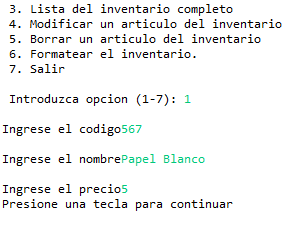 3. Lista del inventario completo
4. Modificar un articulo del inventario
5. Borrar un articulo del inventario
6. Formatear el inventario.
7. Salir
Introduzca opcion (1-7): 1
Ingrese el codigo567
Ingrese el nombrePapel Blanco
Ingrese el precio5
Presione una tecla para continuar